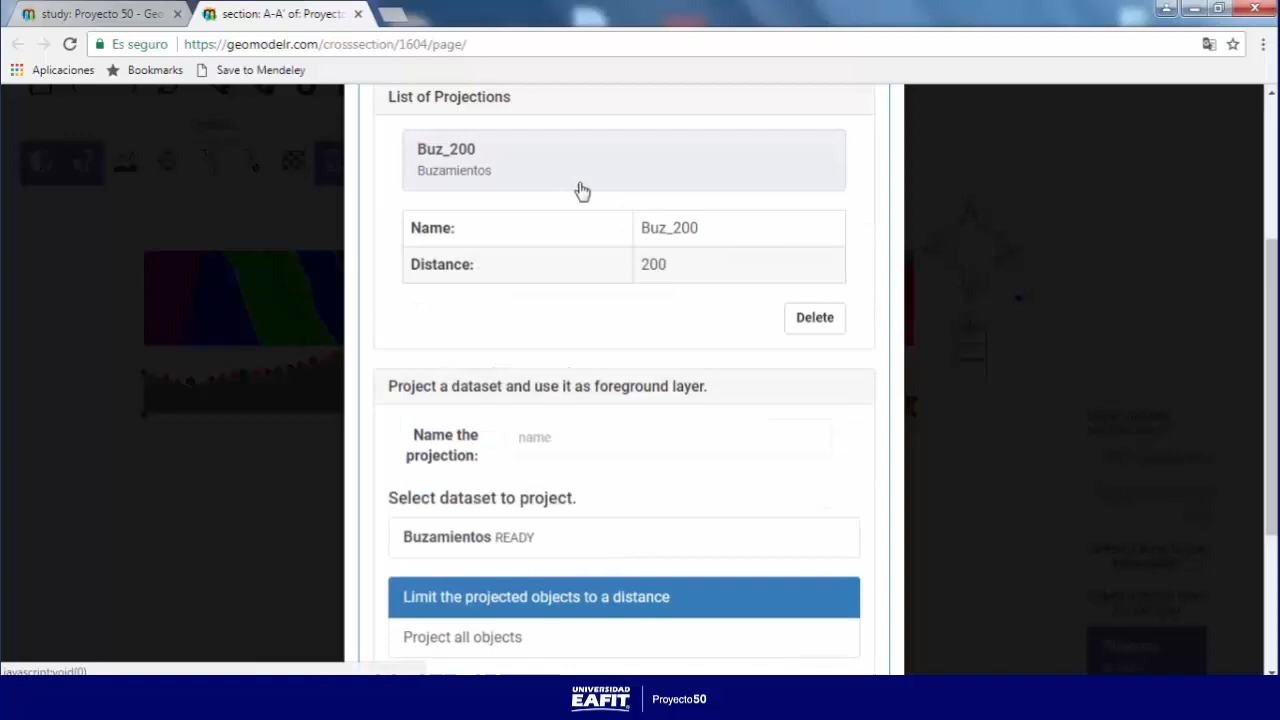 study: Proyecto 50 - Geo
section: A-A' of: Proyecto
Es seguro
https://geomodelr.com/crosssection/1604/page/
Aplicaciones
Bookmarks
Save to Mendeley
List of Projections
Buz_200
Buzamientos
Name: Buz_200
Distance: 200
Delete
Project a dataset and use it as foreground layer.
Name the
projection:
name
Select dataset to project.
Buzamientos READY
Limit the projected objects to a distance
Project all objects
javascript:void(0)
UNIVERSIDAD
EAFIT
Proyecto50